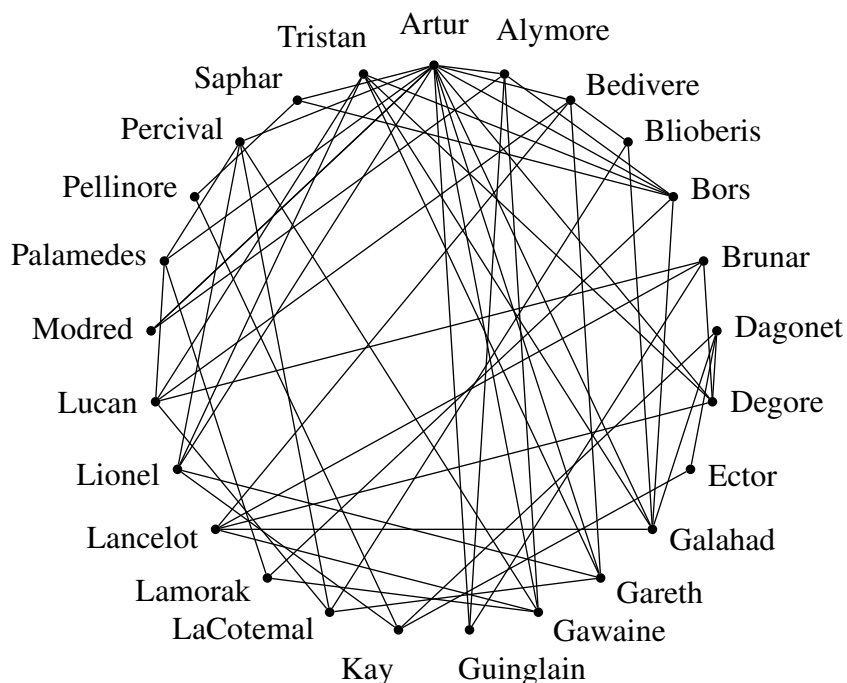 Artur
Tristan
Alymore
Saphar
Bedivere
Percival
Blioberis
Pellinore
Bors
Palamedes
Brunar
Modred
Dagonet
Lucan
Degore
Lionel
Ector
Lancelot
Galahad
Lamorak
Gareth
LaCotemal
Gawaine
Kay
Guinglain